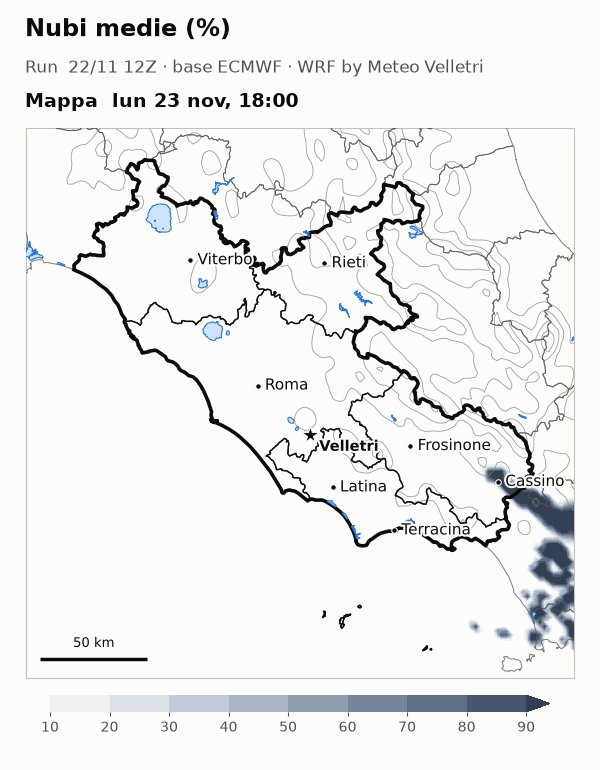 Nubi medie (%)
Run  22/11 12Z · base ECMWF · WRF by Meteo Velletri
Mappa  lun 23 nov, 18:00
Viterbo
Rieti
Roma
Velletri
Frosinone
Latina
Cassino
Terracina
50 km
10 20 30 40 50 60 70 80 90